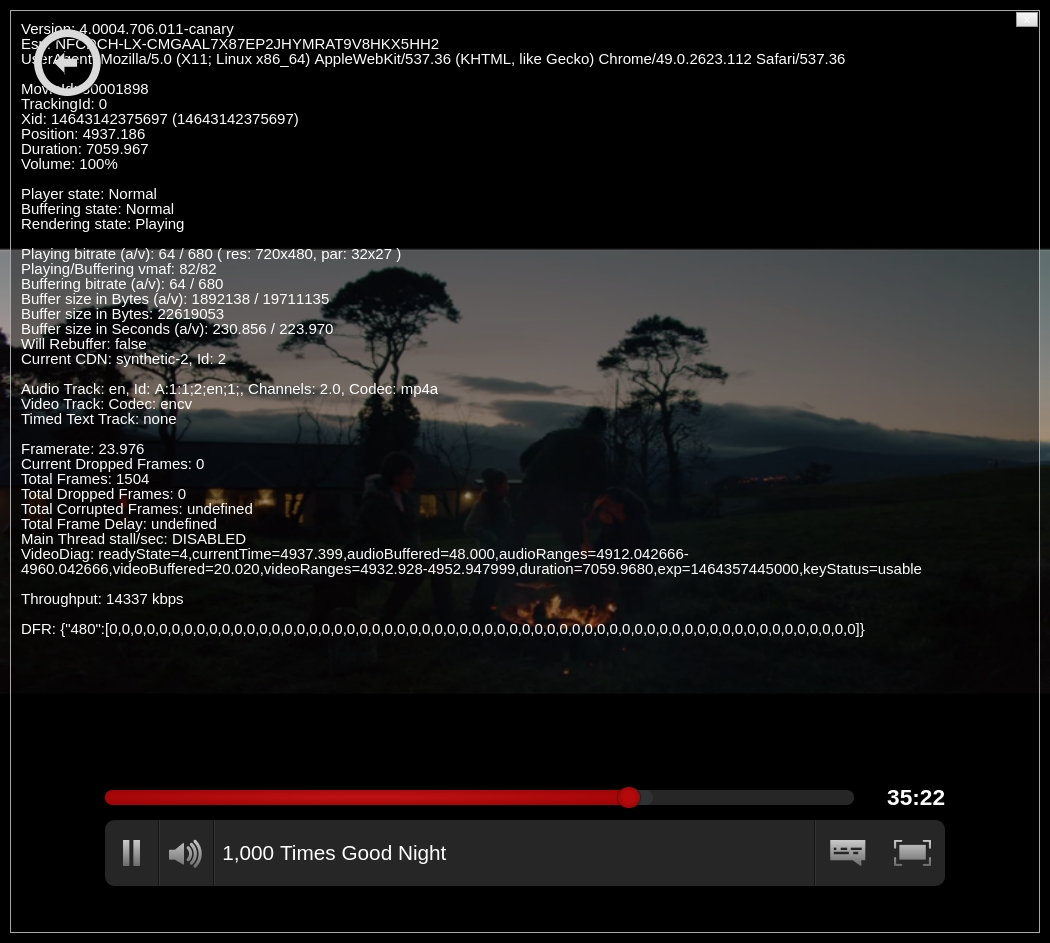 Version: 4.0004.706.011-canary
Esn: NFCDCH-LX-CMGAAL7X87EP2JHYMRAT9V8HKX5HH2
UserAgent: Mozilla/5.0 (X11; Linux x86_64) AppleWebKit/537.36 (KHTML, like Gecko) Chrome/49.0.2623.112 Safari/537.36
MovieId: 80001898
TrackingId: 0
Xid: 14643142375697 (14643142375697)
Position: 4937.186
Duration: 7059.967
Volume: 100%
Player state: Normal
Buffering state: Normal
Rendering state: Playing
Playing bitrate (a/v): 64 / 680 ( res: 720x480, par: 32x27 )
Playing/Buffering vmaf: 82/82
Buffering bitrate (a/v): 64 / 680
Buffer size in Bytes (a/v): 1892138 / 19711135
Buffer size in Bytes: 22619053
Buffer size in Seconds (a/v): 230.856 / 223.970
Will Rebuffer: false
Current CDN: synthetic-2, Id: 2
Audio Track: en, Id: A:1:1;2;en;1;, Channels: 2.0, Codec: mp4a
Video Track: Codec: encv
Timed Text Track: none
Framerate: 23.976
Current Dropped Frames: 0
Total Frames: 1504
Total Dropped Frames: 0
Total Corrupted Frames: undefined
Total Frame Delay: undefined
Main Thread stall/sec: DISABLED
VideoDiag: readyState=4,currentTime=4937.399,audioBuffered=48.000,audioRanges=4912.042666-
4960.042666,videoBuffered=20.020,videoRanges=4932.928-4952.947999,duration=7059.9680,exp=1464357445000,keyStatus=usable
Throughput: 14337 kbps
DFR: {"480":[0,0,0,0,0,0,0,0,0,0,0,0,0,0,0,0,0,0,0,0,0,0,0,0,0,0,0,0,0,0,0,0,0,0,0,0,0,0,0,0,0,0,0,0,0,0,0,0,0,0,0,0,0,0,0,0,0,0,0,0]}
35:22
1,000 Times Good Night